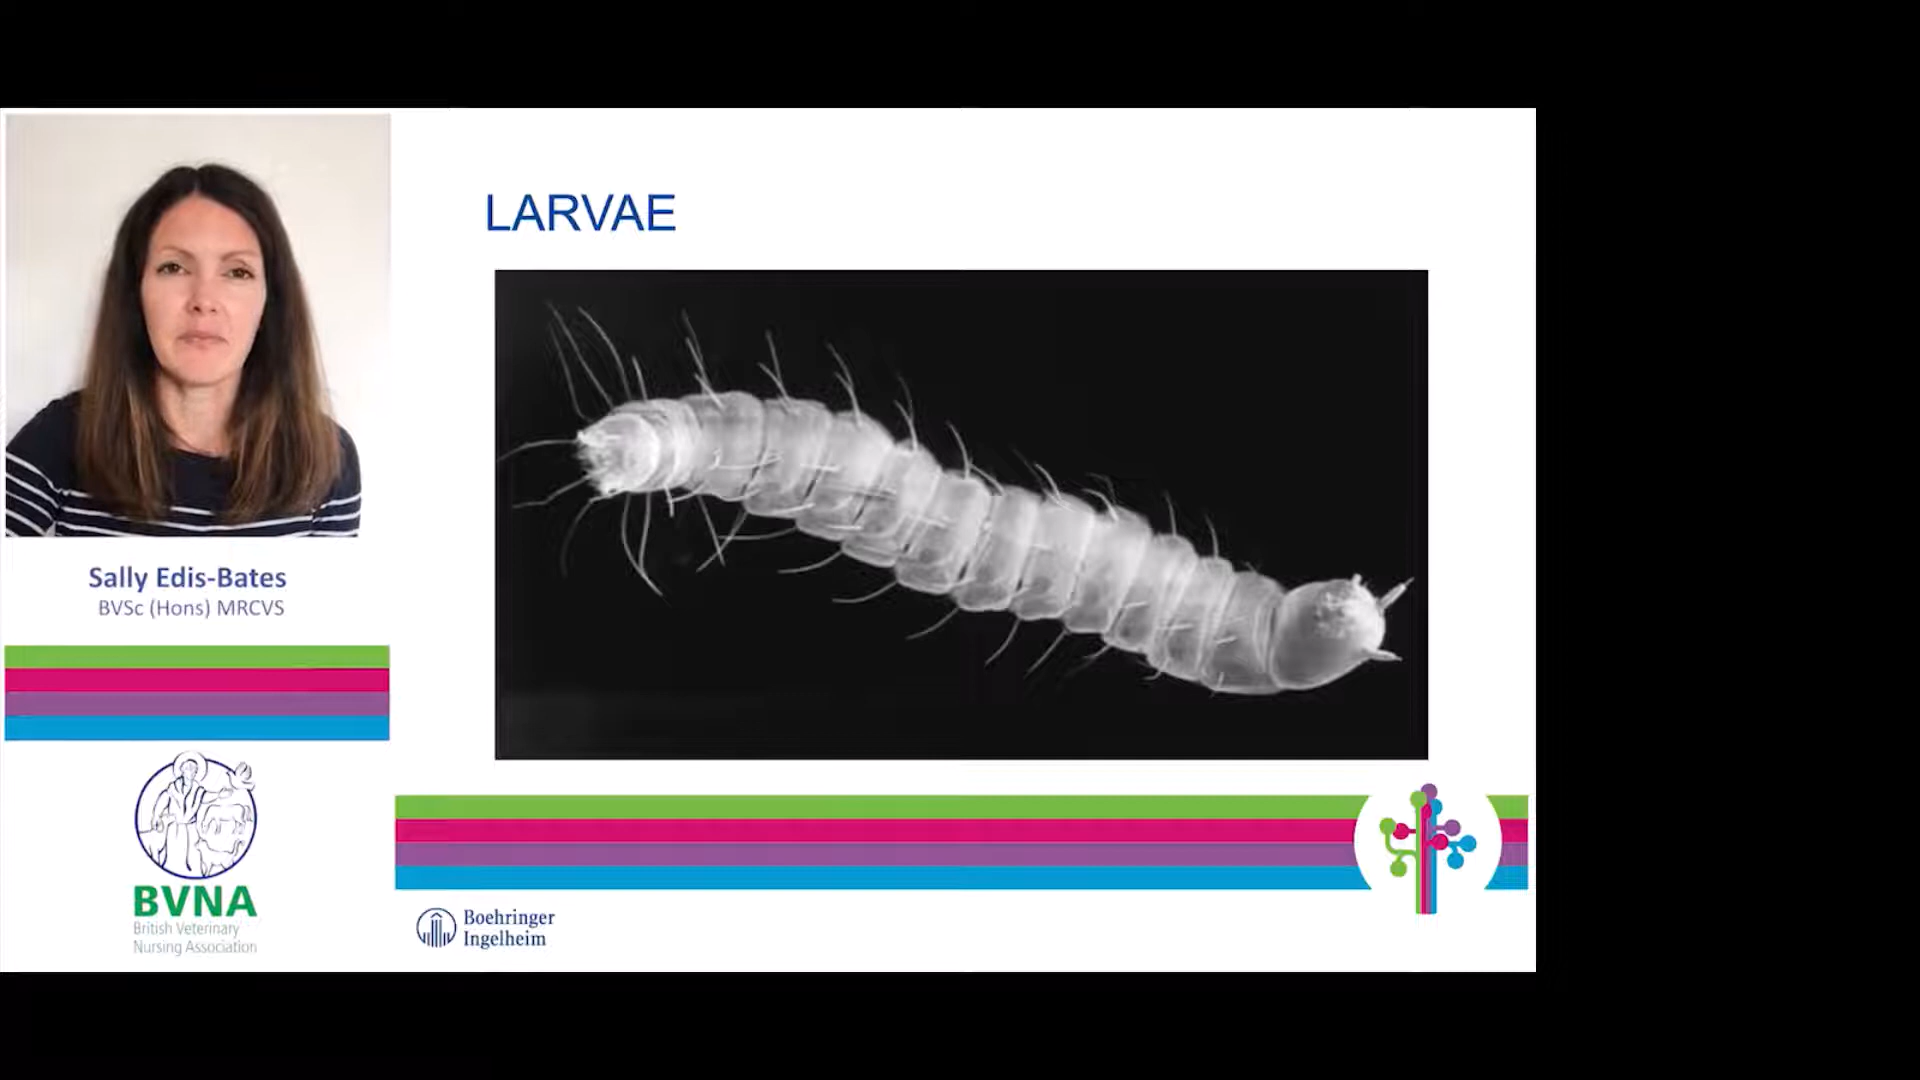 LARVAE
Sally Edis-Bates
BVSc (Hons) MRCVS
BVNA
British Veterinary
Nursing Association
Boehringer
Ingelheim